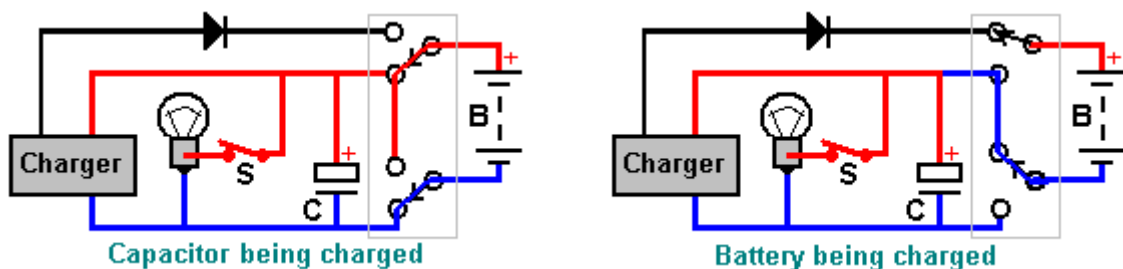 +
B
Charger
S
+
C
Capacitor being charged
+
B
Charger
S
+
C
Battery being charged